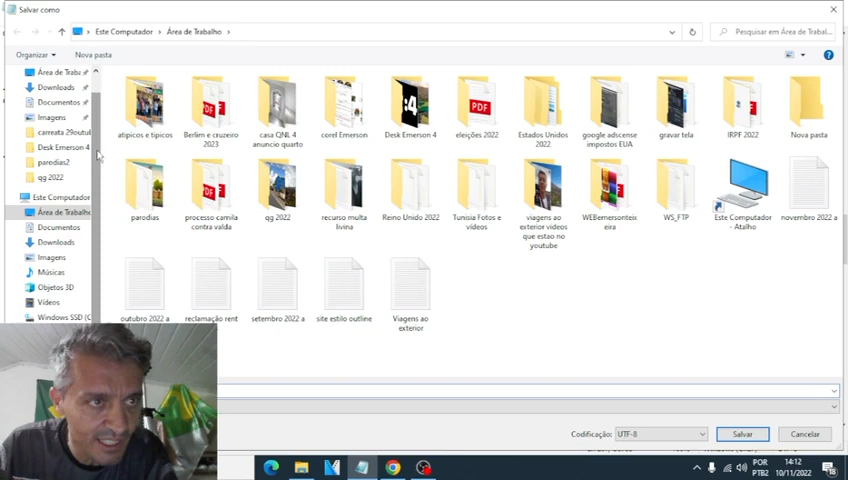 Salvar como
Este Computador > Área de Trabalho >
Pesquisar em Área de Trabal...
Organizar
Nova pasta
Área de Traba
Downloads
Documentos
Imagens
carreata 29outul
Desk Emerson 4
parodias2
qg 2022
Este Computador
Área de Trabalho
Documentos
Downloads
Imagens
Músicas
Objetos 3D
Vídeos
Windows SSD (C
atipicos e tipicos
Berlim e cruzeiro
2023
casa QNL 4
anuncio quarto
corel Emerson
Desk Emerson 4
eleições 2022
Estados Unidos
2022
google adscense
impostos EUA
gravar tela
IRPF 2022
Nova pasta
parodias
processo camila
contra valda
qg 2022
recurso multa
livina
Reino Unido 2022
Tunisia Fotos e
vídeos
viagens ao
exterior videos
que estao no
youtube
WEBemersonteix
eira
WS_FTP
Este Computador
- Atalho
novembro 2022 a
outubro 2022 a
reclamação rent
setembro 2022 a
site estilo outline
Viagens ao
exterior
PDF
:4
Codificação:
UTF-8
Salvar
Cancelar
POR
PTB2
14:12
10/11/2022